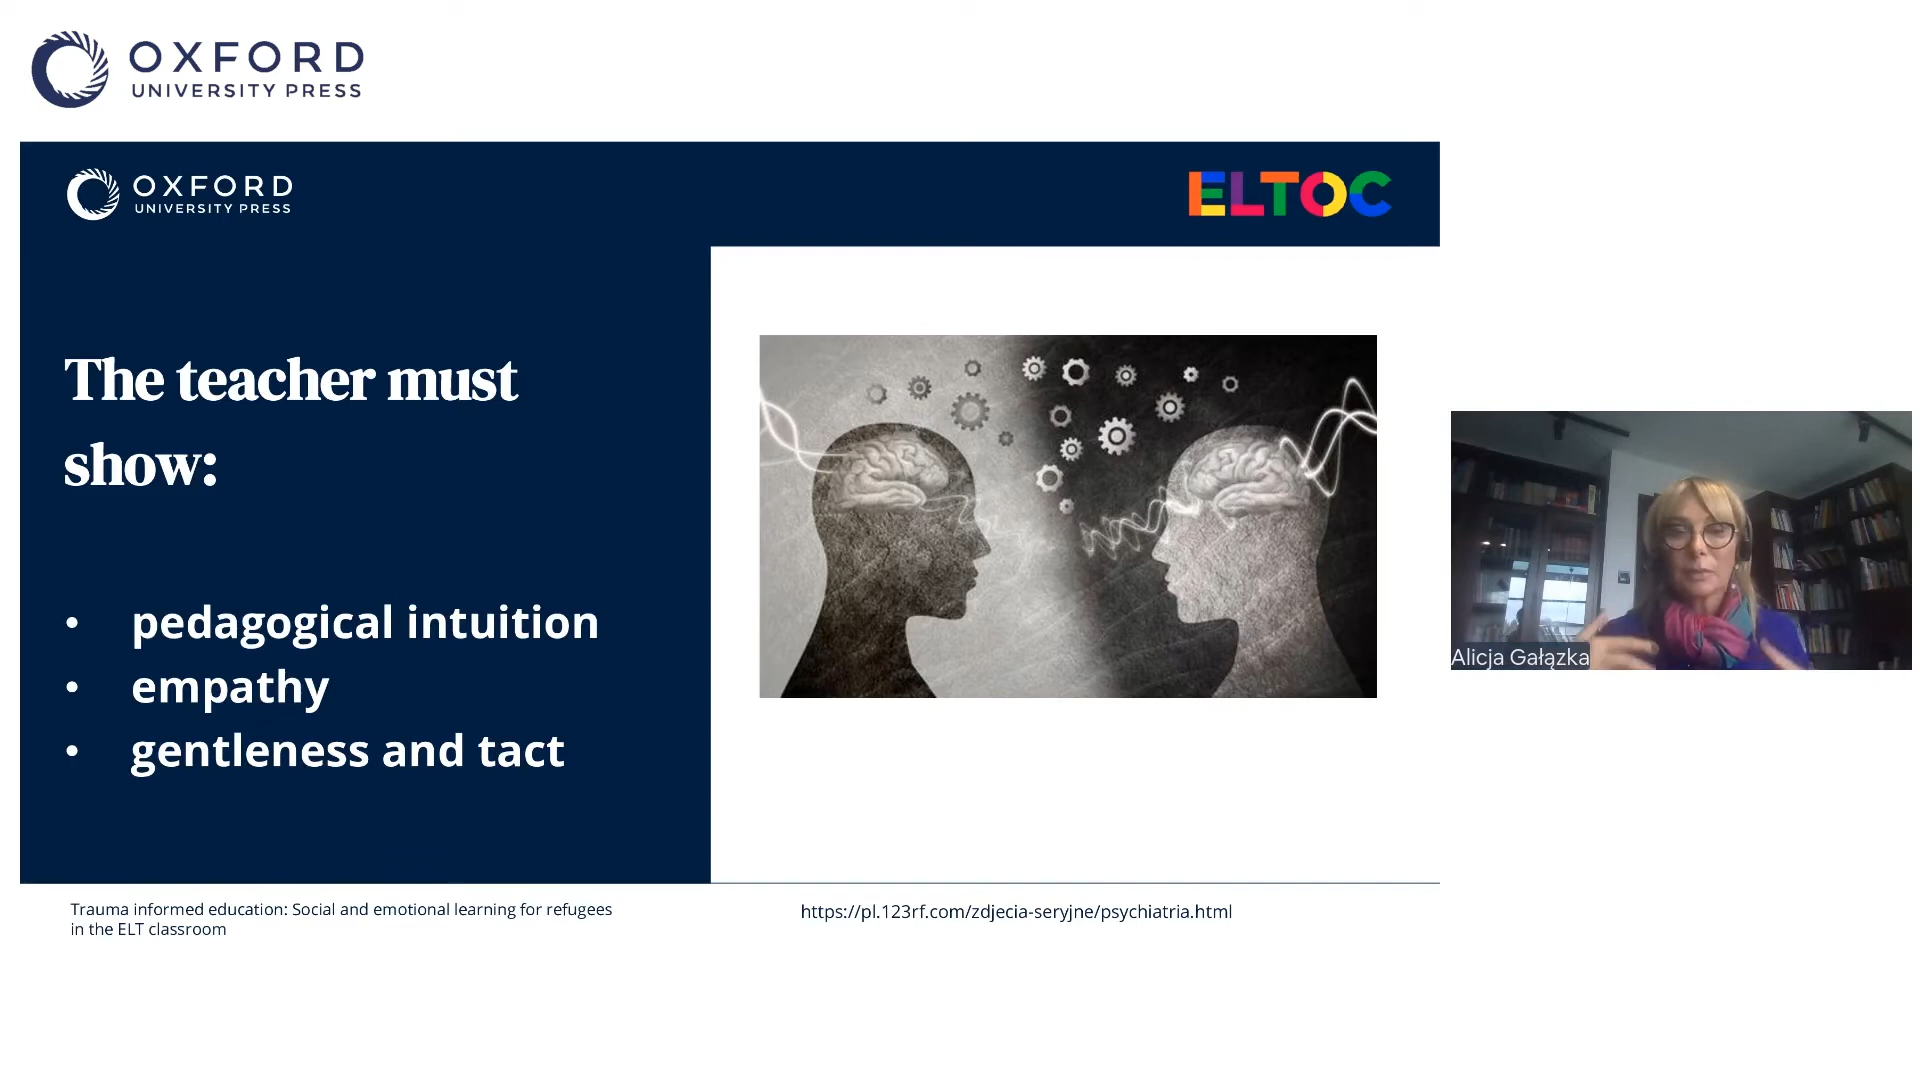 OXFORD
UNIVERSITY PRESS
OXFORD
UNIVERSITY PRESS
ELTOC
The teacher must
show:
• pedagogical intuition
• empathy
• gentleness and tact
Alicja Gałązka
Trauma informed education: Social and emotional learning for refugees
in the ELT classroom
https://pl.123rf.com/zdjecia-seryjne/psychiatria.html